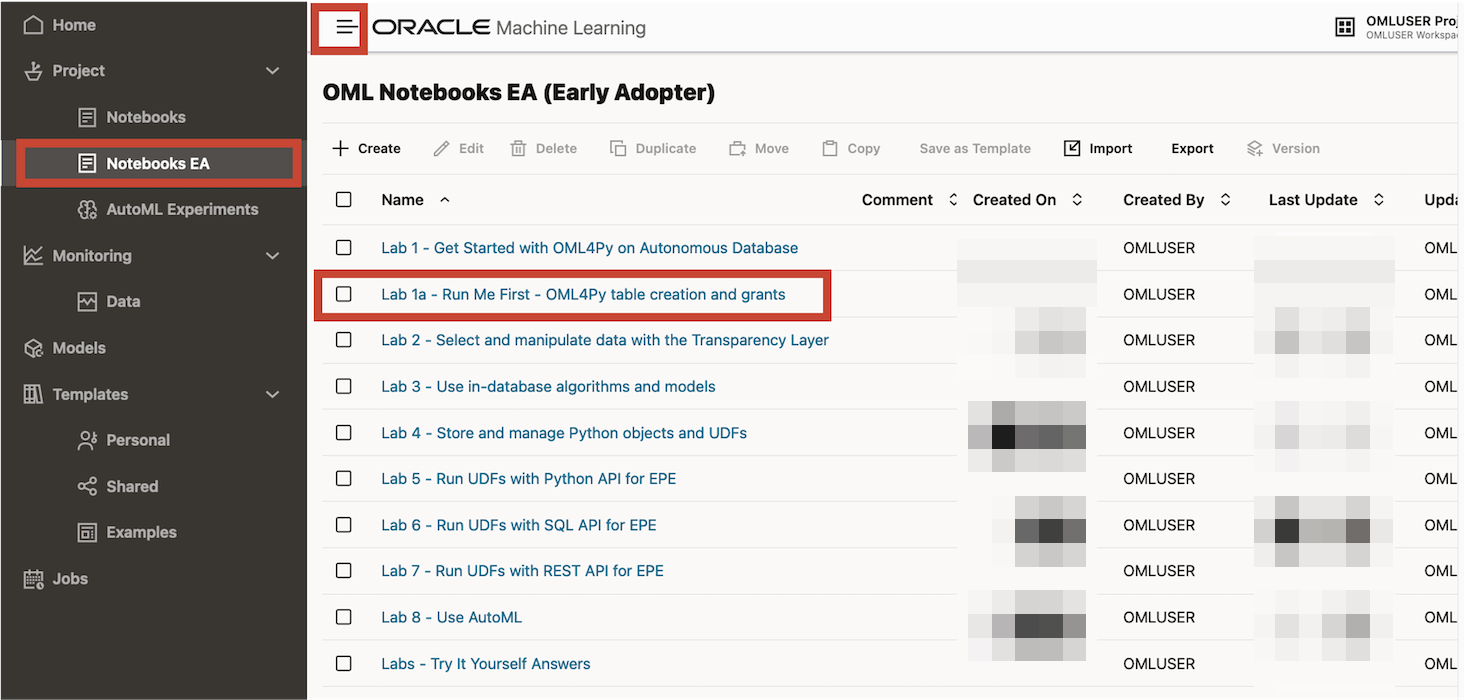 Home
Project
Notebooks
Notebooks EA
AutoML Experiments
Monitoring
Data
Models
Templates
Personal
Shared
Examples
Jobs
ORACLE Machine Learning
OMLUSER Proj
OMLUSER Workspac
OML Notebooks EA (Early Adopter)
Create Edit Delete Duplicate Move Copy Save as Template Import Export Version
Name Comment Created On Created By Last Update Upda
Lab 1 - Get Started with OML4Py on Autonomous Database OMLUSER OML
Lab 1a - Run Me First - OML4Py table creation and grants OMLUSER OML
Lab 2 - Select and manipulate data with the Transparency Layer OMLUSER OML
Lab 3 - Use in-database algorithms and models OMLUSER OML
Lab 4 - Store and manage Python objects and UDFs OMLUSER OML
Lab 5 - Run UDFs with Python API for EPE OMLUSER OML
Lab 6 - Run UDFs with SQL API for EPE OMLUSER OML
Lab 7 - Run UDFs with REST API for EPE OMLUSER OML
Lab 8 - Use AutoML OMLUSER OML
Labs - Try It Yourself Answers OMLUSER OML